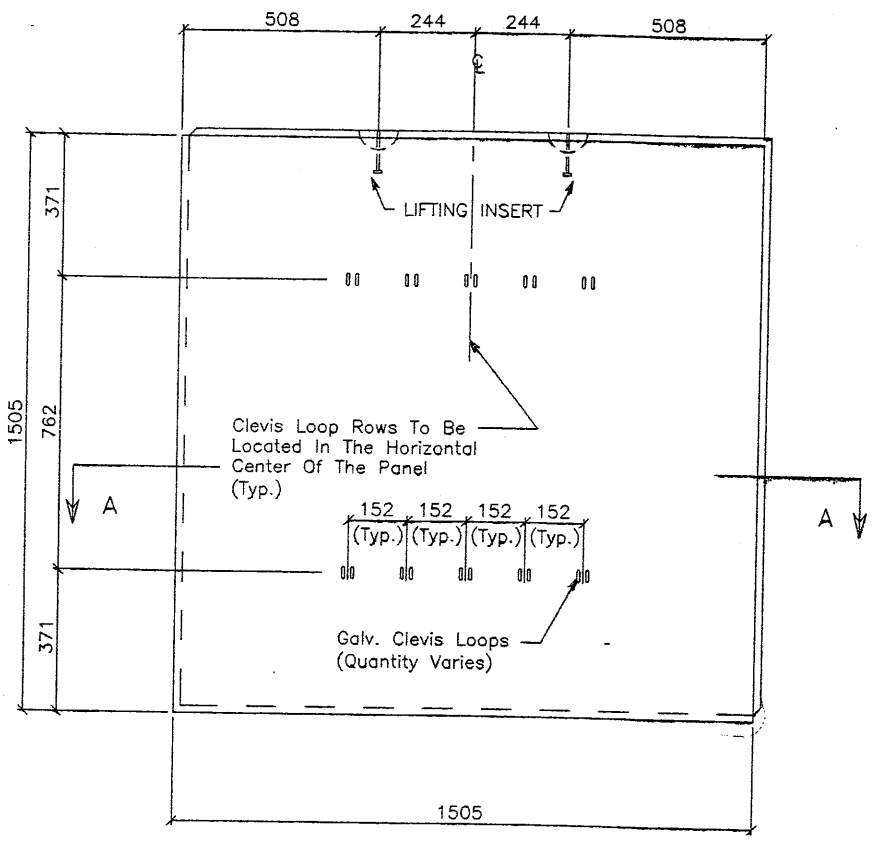 508 244 244 508
℄
371
LIFTING INSERT
1505
762
Clevis Loop Rows To Be
Located In The Horizontal
Center Of The Panel
(Typ.)
A
A
152 152 152 152
(Typ.) (Typ.) (Typ.) (Typ.)
371
Galv. Clevis Loops
(Quantity Varies)
1505